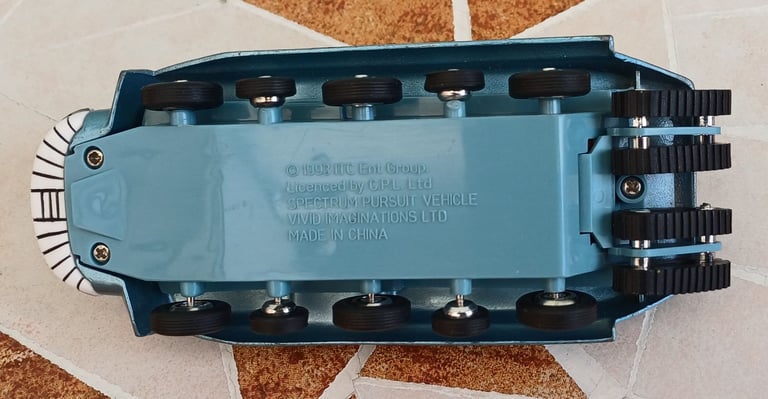 © 1993 ITC Ent. Group.
Licenced by C.P.L. Ltd
SPECTRUM PURSUIT VEHICLE
VIVID IMAGINATIONS LTD
MADE IN CHINA